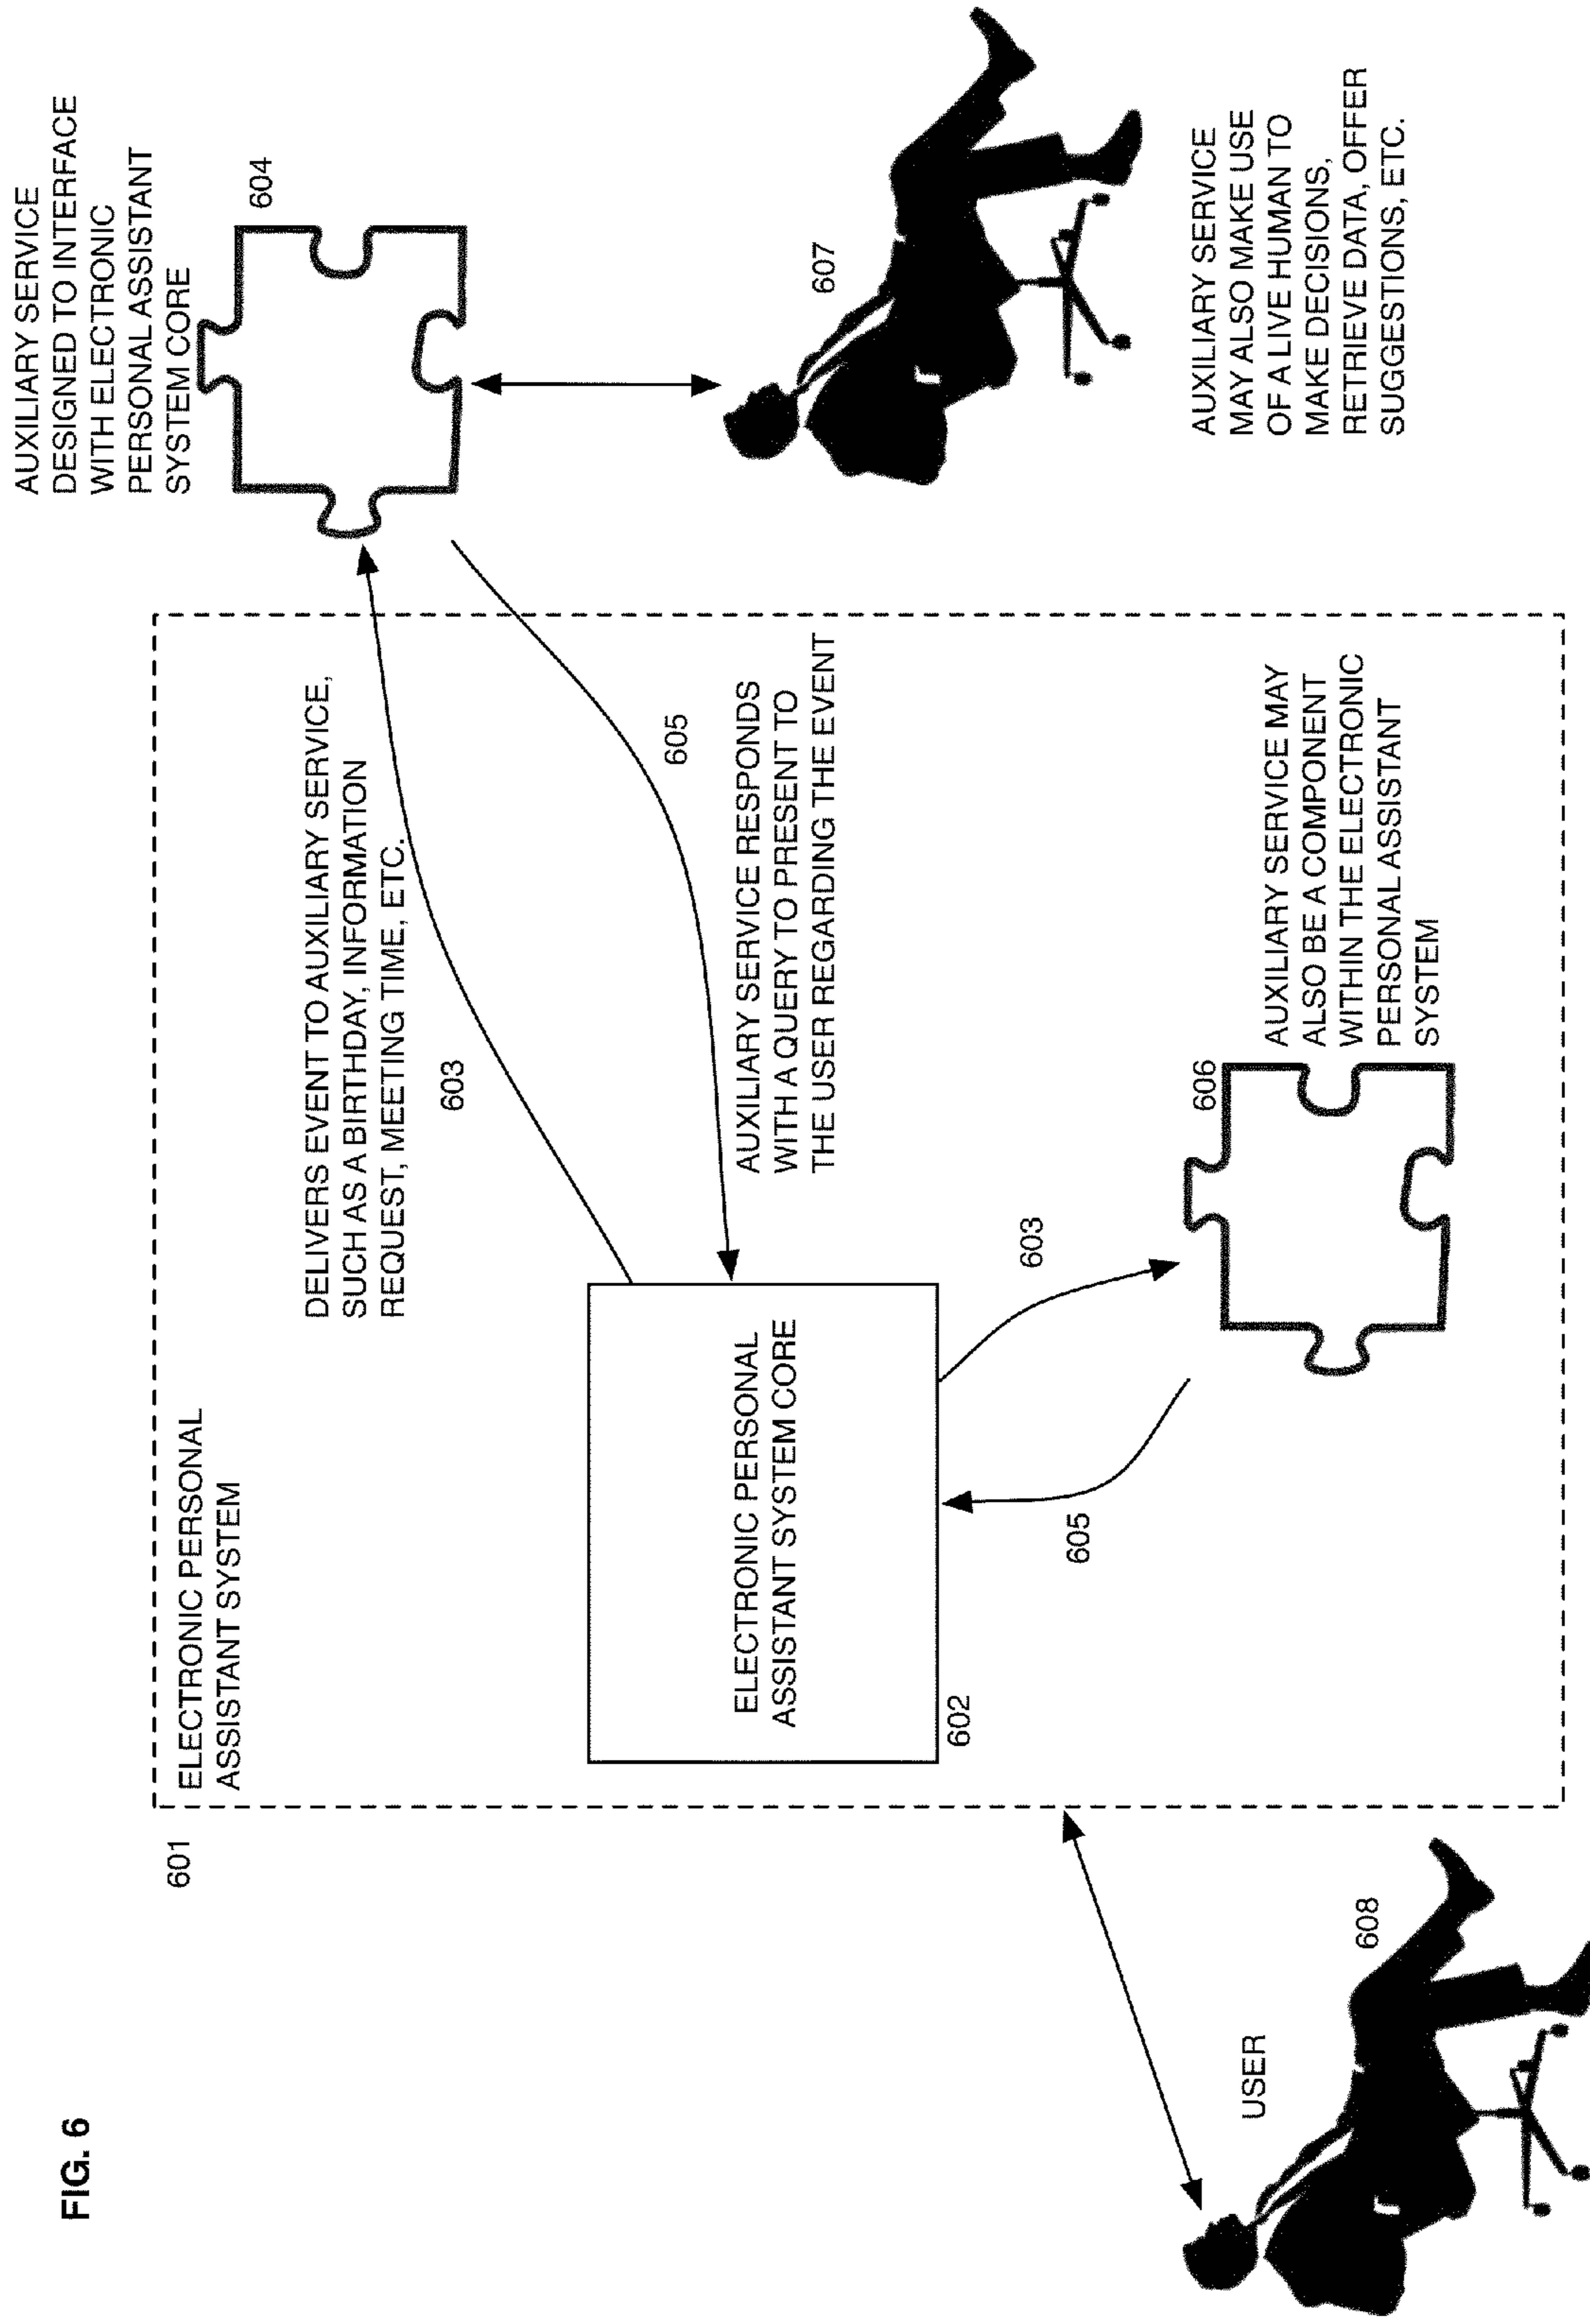 FIG. 6
601
ELECTRONIC PERSONAL
ASSISTANT SYSTEM
DELIVERS EVENT TO AUXILIARY SERVICE,
SUCH AS A BIRTHDAY, INFORMATION
REQUEST, MEETING TIME, ETC.
603
AUXILIARY SERVICE
DESIGNED TO INTERFACE
WITH ELECTRONIC
PERSONAL ASSISTANT
SYSTEM CORE
604
605
AUXILIARY SERVICE RESPONDS
WITH A QUERY TO PRESENT TO
THE USER REGARDING THE EVENT
ELECTRONIC PERSONAL
ASSISTANT SYSTEM CORE
602
603
605
606
AUXILIARY SERVICE MAY
ALSO BE A COMPONENT
WITHIN THE ELECTRONIC
PERSONAL ASSISTANT
SYSTEM
607
AUXILIARY SERVICE
MAY ALSO MAKE USE
OF A LIVE HUMAN TO
MAKE DECISIONS,
RETRIEVE DATA, OFFER
SUGGESTIONS, ETC.
USER
608